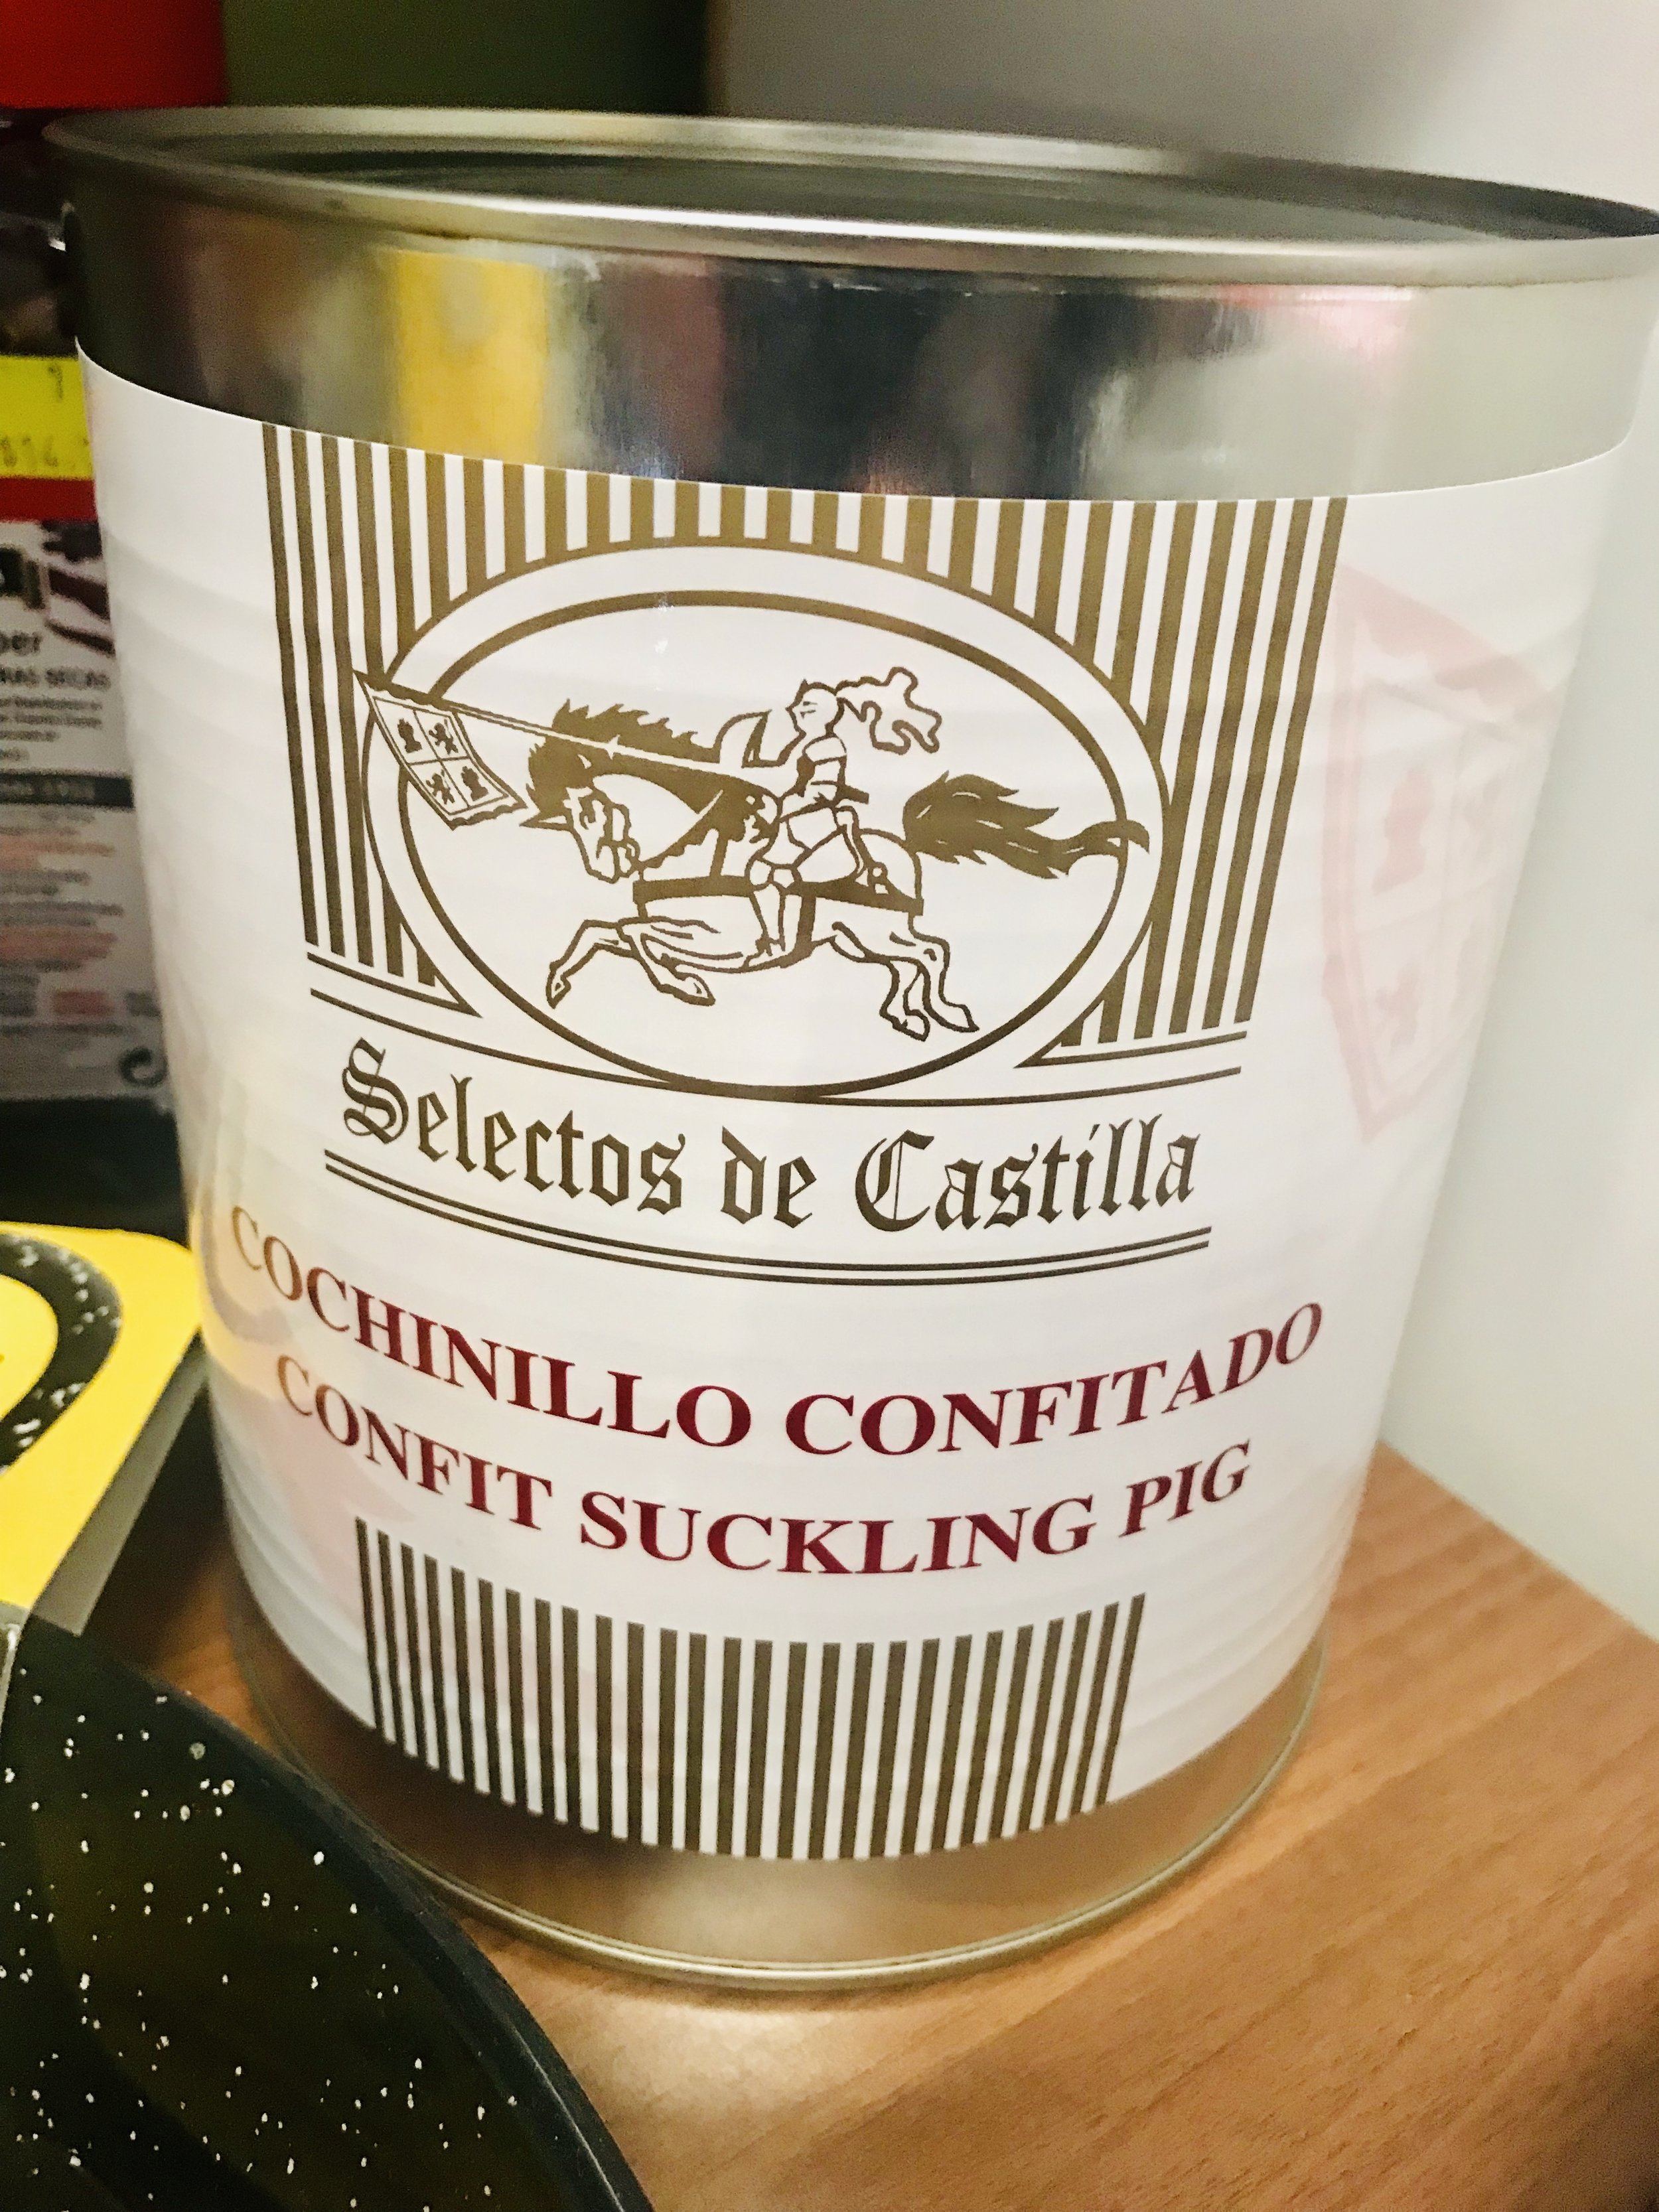 Selectos de Castilla
COCHINILLO CONFITADO
CONFIT SUCKLING PIG